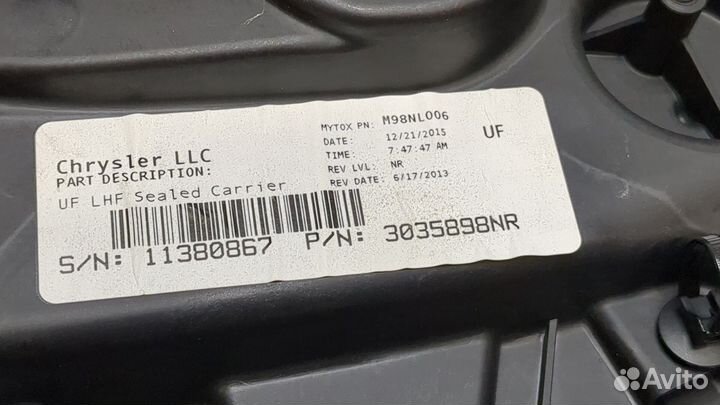 Chrysler LLC
PART DESCRIPTION:
UF LHF Sealed Carrier
MYTOX PN: M98NL006
DATE: 12/21/2015
TIME: 7:47:47 AM
REV LVL: NR
REV DATE: 6/17/2013
UF
S/N: 11380867 P/N: 3035898NR
Avito